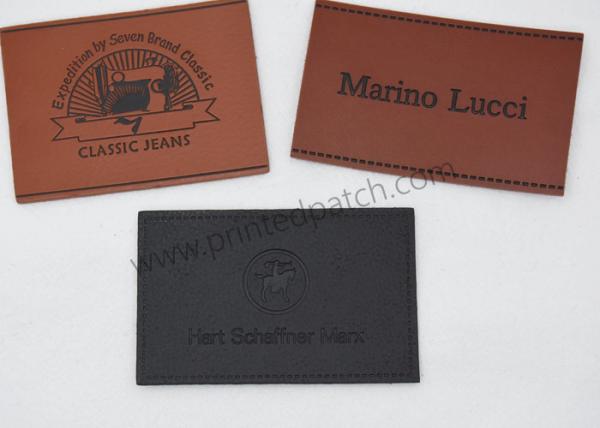 Expedition by Seven Brand Classic
CLASSIC JEANS
Marino Lucci
www.printedpatch.com
Hart Schaffner Marx